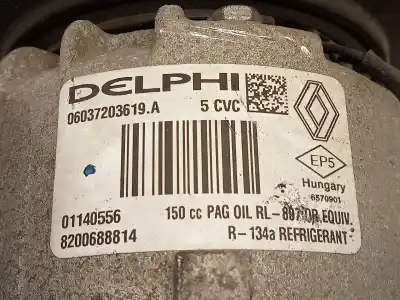 DELPHI
06037203619.A 5 CVC
EP5
Hungary
6570901
01140556 150 cc PAG OIL RL-897 OR EQUIV.
8200688814 R-134a REFRIGERANT